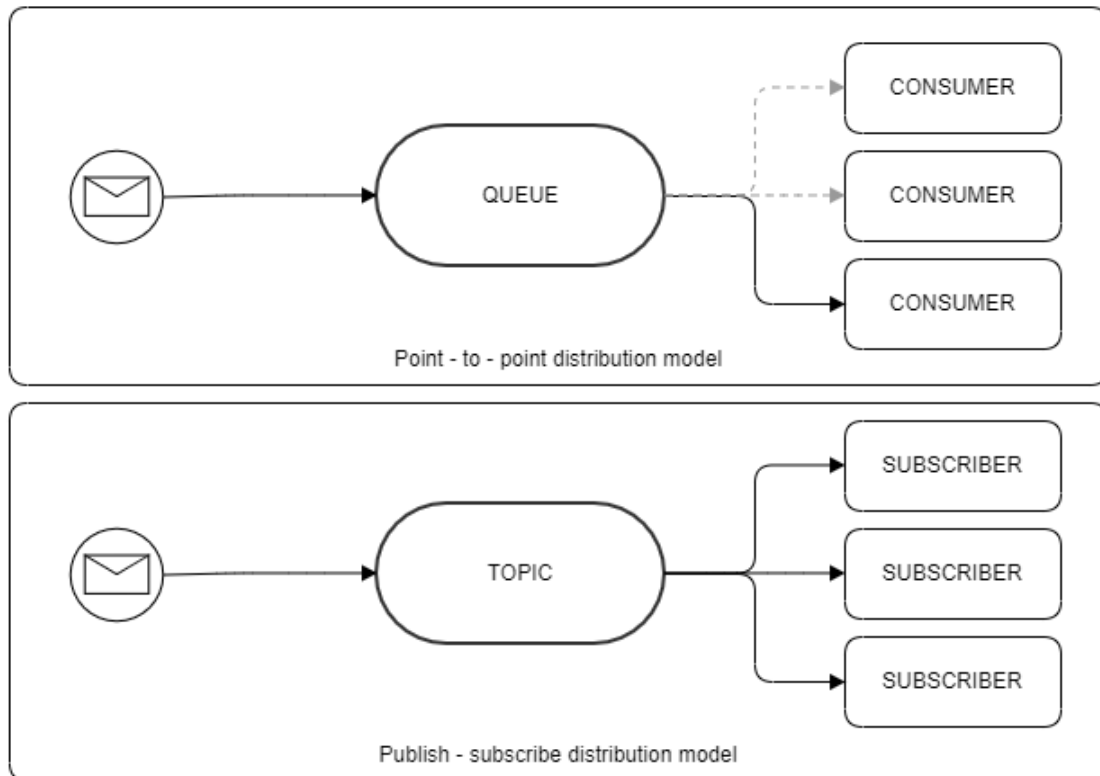 CONSUMER
QUEUE
CONSUMER
CONSUMER
Point - to - point distribution model
SUBSCRIBER
TOPIC
SUBSCRIBER
SUBSCRIBER
Publish - subscribe distribution model